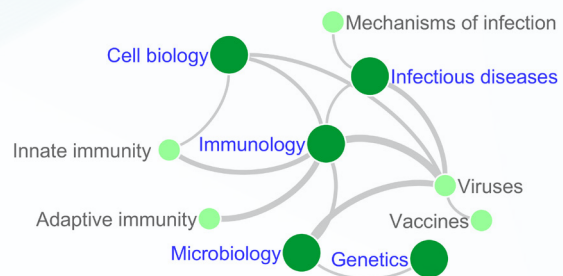 Mechanisms of infection
Cell biology
Infectious diseases
Immunology
Innate immunity
Viruses
Adaptive immunity
Vaccines
Microbiology
Genetics